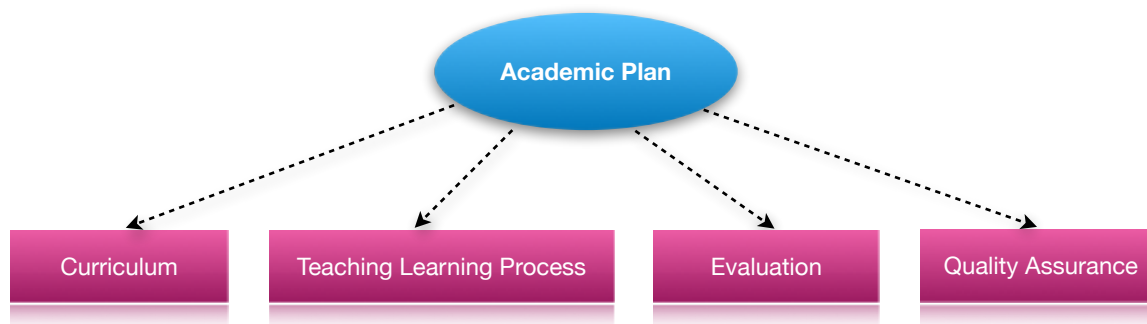 Academic Plan
Curriculum
Teaching Learning Process
Evaluation
Quality Assurance